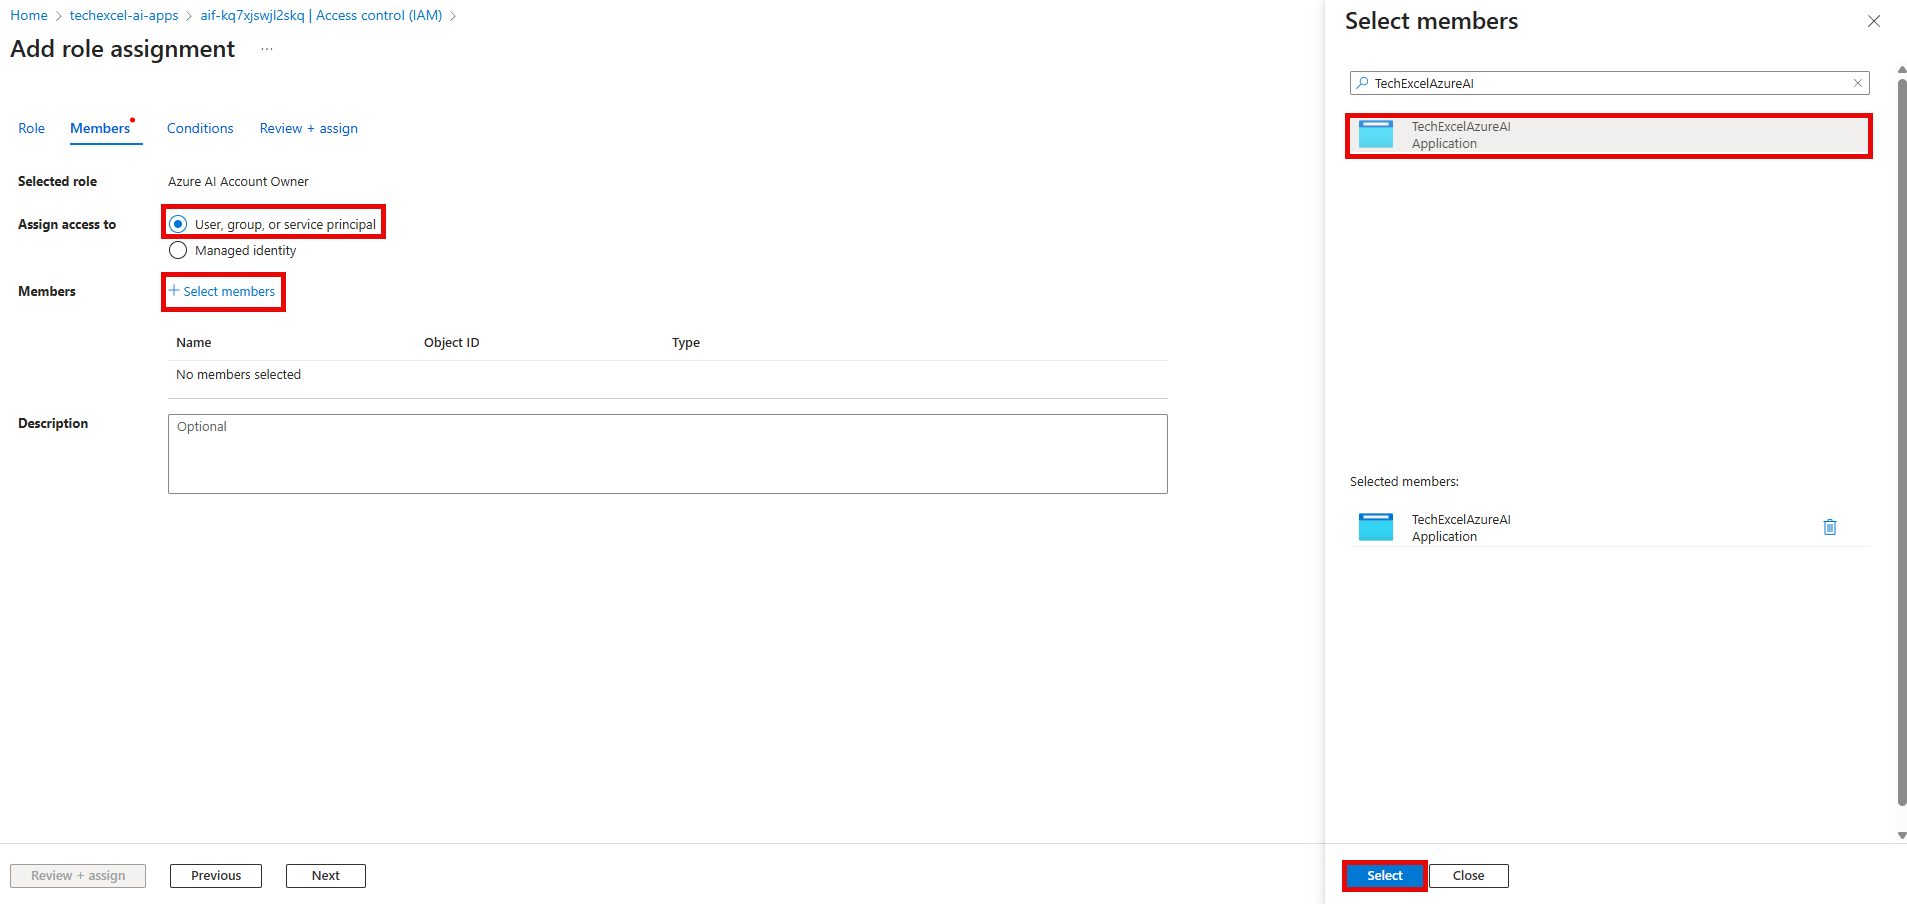 Home > techexcel-ai-apps > aif-kq7xjswjl2skq | Access control (IAM) >
Add role assignment ...
Role Members Conditions Review + assign
Selected role Azure AI Account Owner
Assign access to User, group, or service principal
Managed identity
Members + Select members
Name Object ID Type
No members selected
Description Optional
Review + assign Previous Next
Select members
TechExcelAzureAI
TechExcelAzureAI
Application
Selected members:
TechExcelAzureAI
Application
Select Close